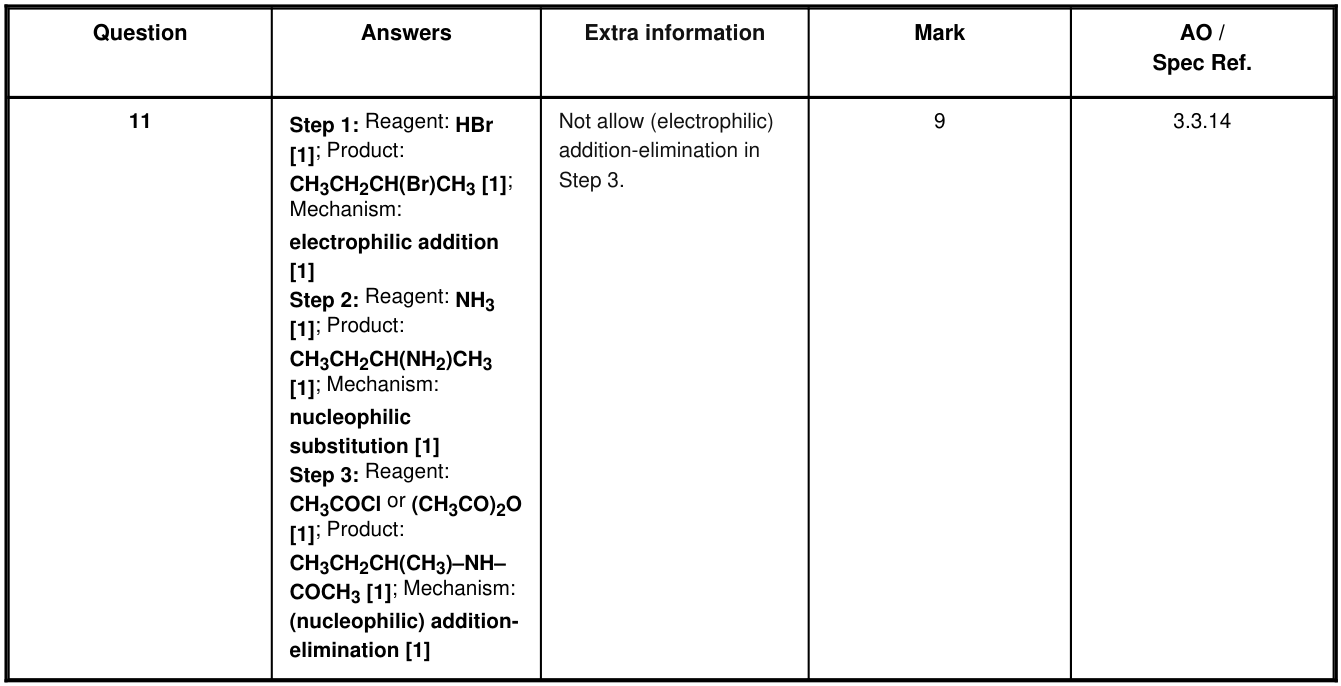 Question Answers Extra information Mark AO /
Spec Ref.
11 Step 1: Reagent: HBr Not allow (electrophilic) 9 3.3.14
[1]; Product: addition-elimination in
CH3CH2CH(Br)CH3 [1]; Step 3.
Mechanism:
electrophilic addition
[1]
Step 2: Reagent: NH3
[1]; Product:
CH3CH2CH(NH2)CH3
[1]; Mechanism:
nucleophilic
substitution [1]
Step 3: Reagent:
CH3COCl or (CH3CO)2O
[1]; Product:
CH3CH2CH(CH3)–NH–
COCH3 [1]; Mechanism:
(nucleophilic) addition-
elimination [1]